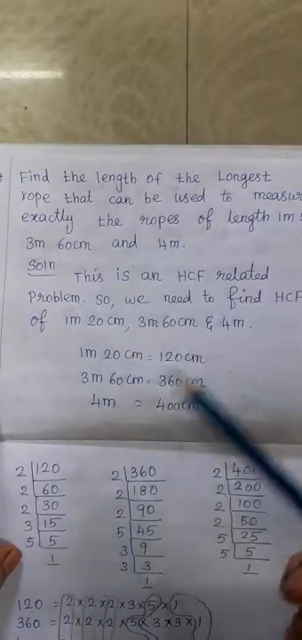 Find the length of the Longest
rope that can be used to measur
exactly the ropes of length 1m
3m 60cm and 4m.
Soln
This is an HCF related
Problem. So, we need to find HCF
of 1m 20cm, 3m 60cm & 4m.
1m 20cm = 120cm
3m 60cm = 360cm
4m = 400cm
2 120
2 60
2 30
3 15
5 5
1
2 360
2 180
2 90
5 45
3 9
3 3
1
2 40
2 200
2 100
2 50
5 25
5 5
1
120 = 2×2×2×3×5×1
360 = 2×2×2×5×3×3×1